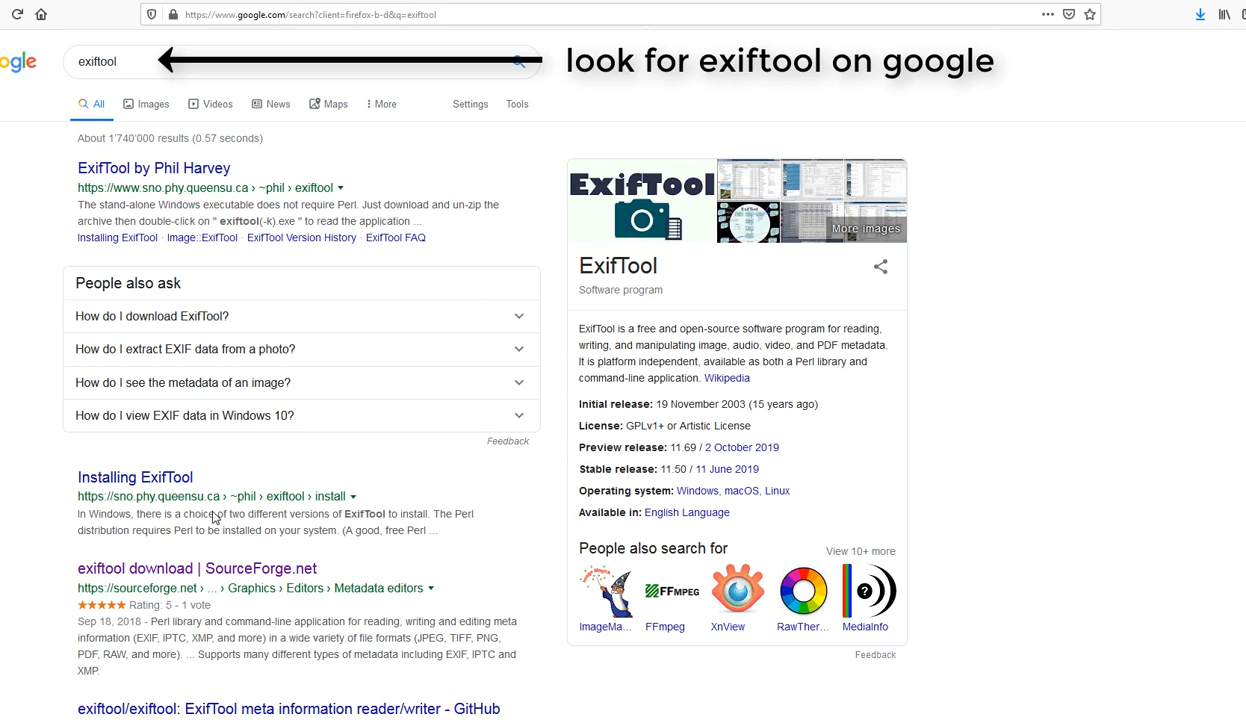 https://www.google.com/search?client=firefox-b-d&q=exiftool
ogle
exiftool
look for exiftool on google
All
Images
Videos
News
Maps
More
Settings
Tools
About 1'740'000 results (0.57 seconds)
ExifTool by Phil Harvey
https://www.sno.phy.queensu.ca › ~phil › exiftool
The stand-alone Windows executable does not require Perl. Just download and un-zip the
archive then double-click on " exiftool(-k).exe " to read the application ...
Installing ExifTool · Image::ExifTool · ExifTool Version History · ExifTool FAQ
People also ask
How do I download ExifTool?
How do I extract EXIF data from a photo?
How do I see the metadata of an image?
How do I view EXIF data in Windows 10?
Feedback
Installing ExifTool
https://sno.phy.queensu.ca › ~phil › exiftool › install
In Windows, there is a choice of two different versions of ExifTool to install. The Perl
distribution requires Perl to be installed on your system. (A good, free Perl ...
exiftool download | SourceForge.net
https://sourceforge.net › ... › Graphics › Editors › Metadata editors
Rating: 5 - 1 vote
Sep 18, 2018 - Perl library and command-line application for reading, writing and editing meta
information (EXIF, IPTC, XMP, and more) in a wide variety of file formats (JPEG, TIFF, PNG,
PDF, RAW, and more). ... Supports many different types of metadata including EXIF, IPTC and
XMP.
exiftool/exiftool: ExifTool meta information reader/writer - GitHub
ExifTool
More images
ExifTool
Software program
ExifTool is a free and open-source software program for reading,
writing, and manipulating image, audio, video, and PDF metadata.
It is platform independent, available as both a Perl library and
command-line application. Wikipedia
Initial release: 19 November 2003 (15 years ago)
License: GPLv1+ or Artistic License
Preview release: 11.69 / 2 October 2019
Stable release: 11.50 / 11 June 2019
Operating system: Windows, macOS, Linux
Available in: English Language
People also search for
View 10+ more
FFMPEG
ImageMa...
FFmpeg
XnView
RawTher...
MediaInfo
Feedback